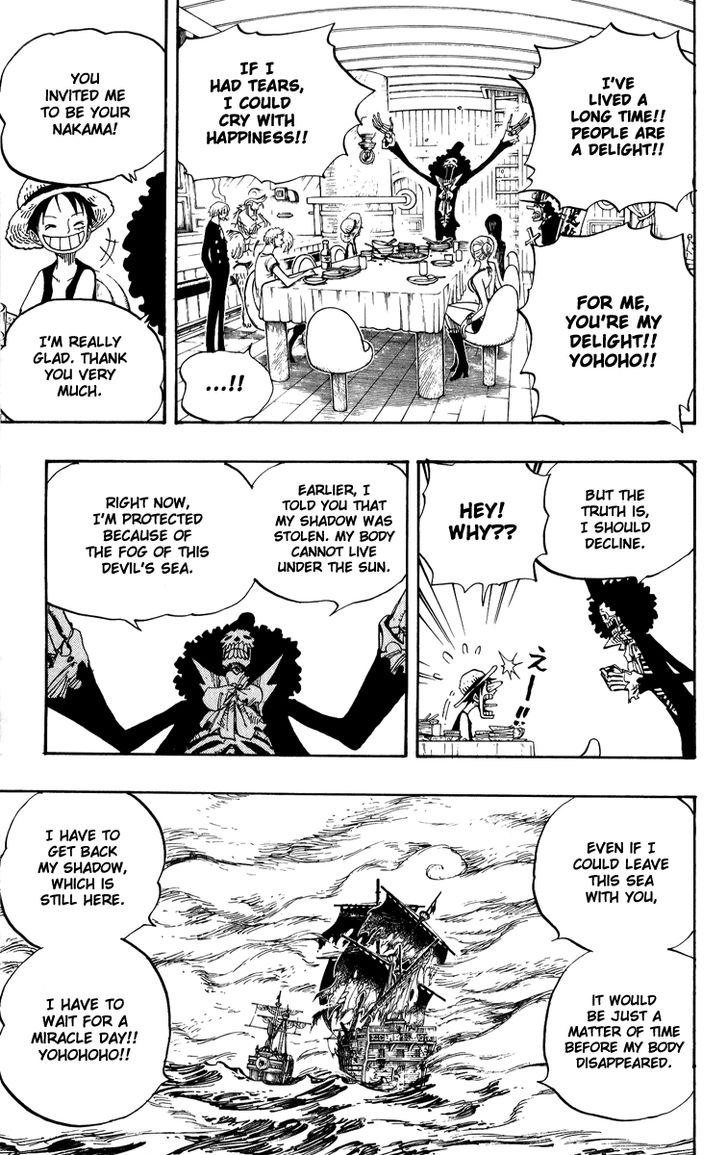 I'VE
LIVED A
LONG TIME!!
PEOPLE ARE
A DELIGHT!!
FOR ME,
YOU'RE MY
DELIGHT!!
YOHOHO!!
IF I
HAD TEARS,
I COULD
CRY WITH
HAPPINESS!!
...!!
YOU
INVITED ME
TO BE YOUR
NAKAMA!
I'M REALLY
GLAD. THANK
YOU VERY
MUCH.
BUT THE
TRUTH IS,
I SHOULD
DECLINE.
HEY!
WHY??
えー!!
EARLIER, I
TOLD YOU THAT
MY SHADOW WAS
STOLEN. MY BODY
CANNOT LIVE
UNDER THE SUN.
RIGHT NOW,
I'M PROTECTED
BECAUSE OF
THE FOG OF THIS
DEVIL'S SEA.
EVEN IF I
COULD LEAVE
THIS SEA
WITH YOU,
IT WOULD
BE JUST A
MATTER OF TIME
BEFORE MY BODY
DISAPPEARED.
I HAVE TO
GET BACK
MY SHADOW,
WHICH IS
STILL HERE.
I HAVE TO
WAIT FOR A
MIRACLE DAY!!
YOHOHOHO!!